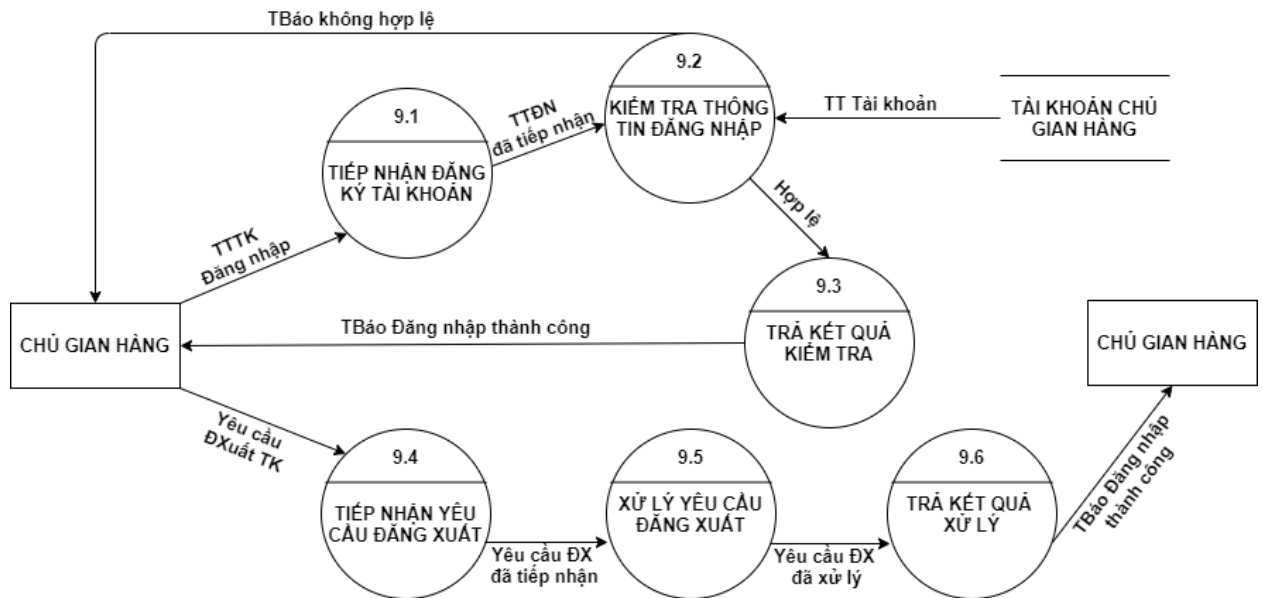 TBáo không hợp lệ
9.2
KIỂM TRA THÔNG
TIN ĐĂNG NHẬP
TT Tài khoản
TÀI KHOẢN CHỦ
GIAN HÀNG
9.1
TIẾP NHẬN ĐĂNG
KÝ TÀI KHOẢN
TTĐN
đã tiếp nhận
TTTK
Đăng nhập
Hợp lệ
9.3
TRẢ KẾT QUẢ
KIỂM TRA
TBáo Đăng nhập thành công
CHỦ GIAN HÀNG
CHỦ GIAN HÀNG
Yêu cầu
ĐXuất TK
9.4
TIẾP NHẬN YÊU
CẦU ĐĂNG XUẤT
Yêu cầu ĐX
đã tiếp nhận
9.5
XỬ LÝ YÊU CẦU
ĐĂNG XUẤT
Yêu cầu ĐX
đã xử lý
9.6
TRẢ KẾT QUẢ
XỬ LÝ
TBáo Đăng nhập
thành công